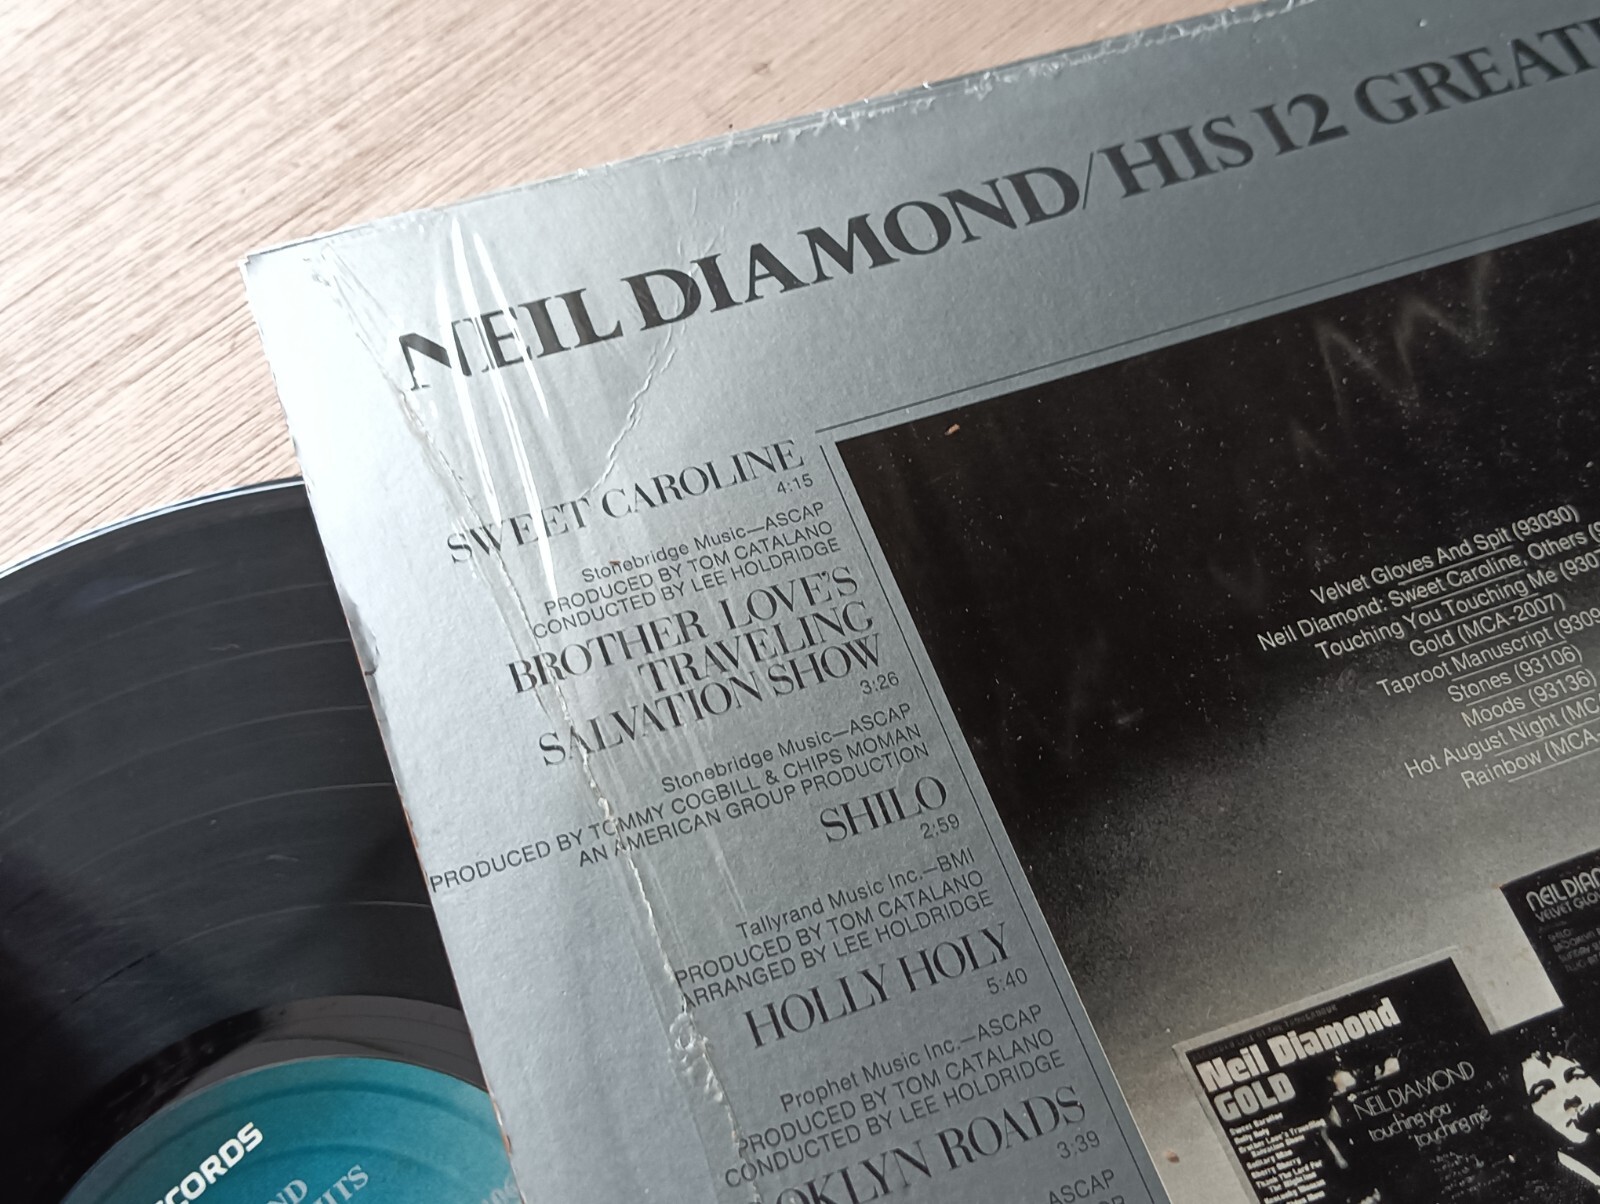 NEIL DIAMOND/HIS 12
SWEET CAROLINE
4:15
Stonebridge Music—ASCAP
PRODUCED BY TOM CATALANO
CONDUCTED BY LEE HOLDRIDGE
BROTHER LOVE'S
TRAVELING
SALVATION SHOW
3:26
Stonebridge Music—ASCAP
PRODUCED BY TOMMY COGBILL & CHIPS MOMAN
AN AMERICAN GROUP PRODUCTION
SHILO
2:59
Tallyrand Music Inc.—BMI
PRODUCED BY TOM CATALANO
ARRANGED BY LEE HOLDRIDGE
HOLLY HOLY
5:40
Prophet Music Inc.—ASCAP
PRODUCED BY TOM CATALANO
CONDUCTED BY LEE HOLDRIDGE
ROADS
3:39
ASCAP
Velvet Gloves And Spit (93030)
Neil Diamond: Sweet Caroline, Others
Touching You Touching Me
Gold (MCA-2007)
Taproot Manuscript
Stones (93106)
Moods (93136)
Hot August Night
Rainbow
Neil Diamond
GOLD
NEIL DIAMOND
touching you
touching me